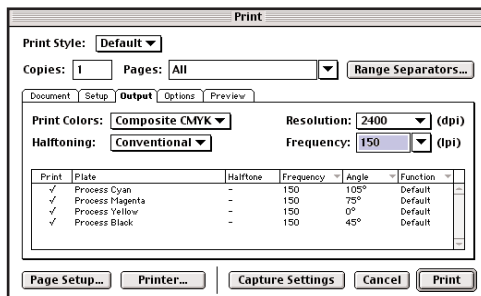 Print
Print Style: Default
Copies: 1 Pages: All Range Separators...
Document Setup Output Options Preview
Print Colors: Composite CMYK Resolution: 2400 (dpi)
Halftoning: Conventional Frequency: 150 (lpi)
Print Plate Halftone Frequency Angle Function
✓ Process Cyan - 150 105° Default
✓ Process Magenta - 150 75° Default
✓ Process Yellow - 150 0° Default
✓ Process Black - 150 45° Default
Page Setup... Printer... Capture Settings Cancel Print